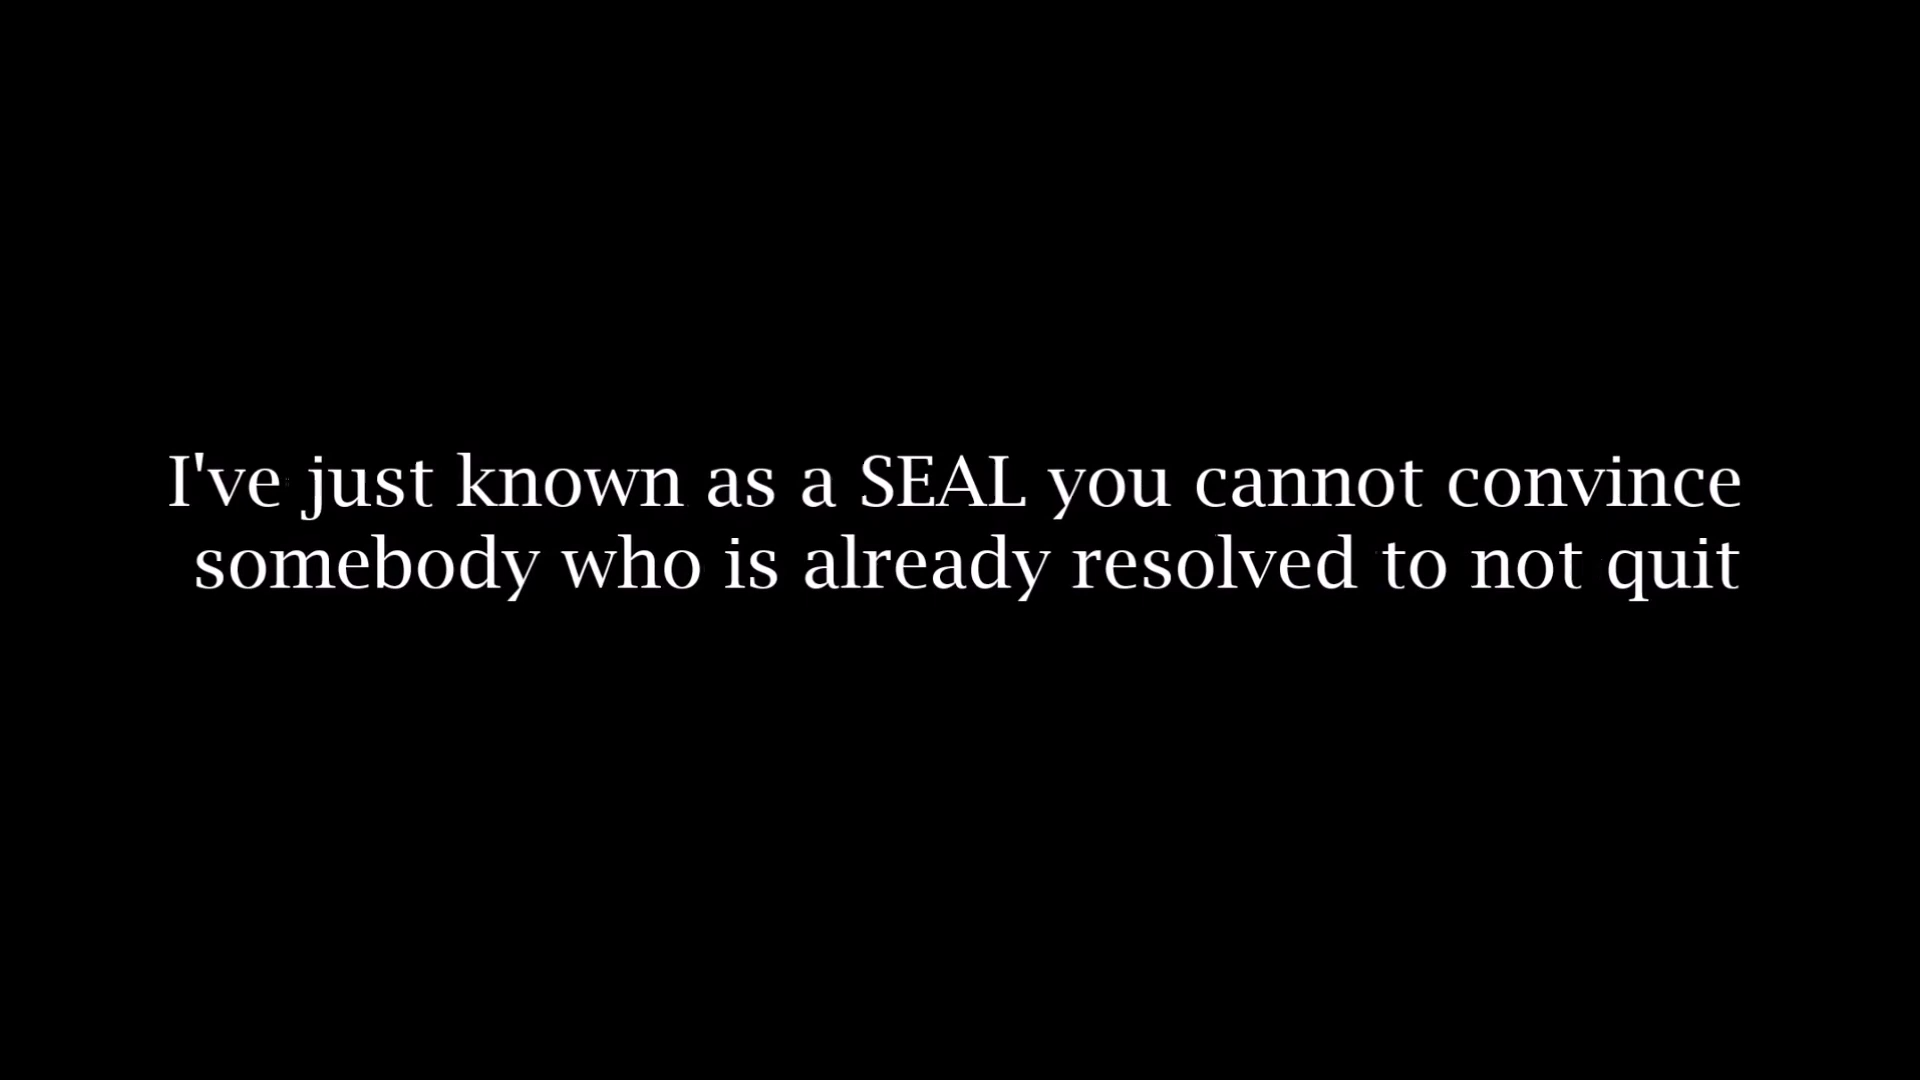 I've just known as a SEAL you cannot convince
somebody who is already resolved to not quit